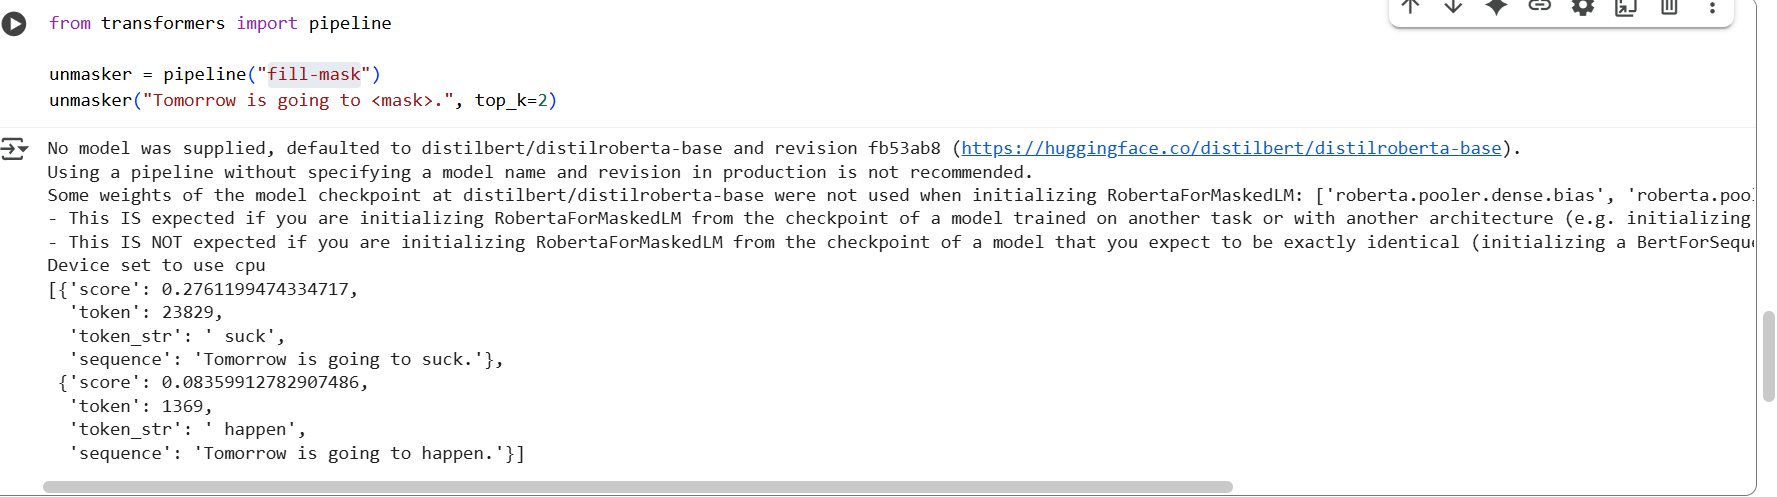 from transformers import pipeline
unmasker = pipeline("fill-mask")
unmasker("Tomorrow is going to <mask>.", top_k=2)
No model was supplied, defaulted to distilbert/distilroberta-base and revision fb53ab8 (https://huggingface.co/distilbert/distilroberta-base).
Using a pipeline without specifying a model name and revision in production is not recommended.
Some weights of the model checkpoint at distilbert/distilroberta-base were not used when initializing RobertaForMaskedLM: ['roberta.pooler.dense.bias', 'roberta.poo
- This IS expected if you are initializing RobertaForMaskedLM from the checkpoint of a model trained on another task or with another architecture (e.g. initializing
- This IS NOT expected if you are initializing RobertaForMaskedLM from the checkpoint of a model that you expect to be exactly identical (initializing a BertForSeque
Device set to use cpu
[{'score': 0.2761199474334717,
'token': 23829,
'token_str': ' suck',
'sequence': 'Tomorrow is going to suck.'},
{'score': 0.08359912782907486,
'token': 1369,
'token_str': ' happen',
'sequence': 'Tomorrow is going to happen.'}]